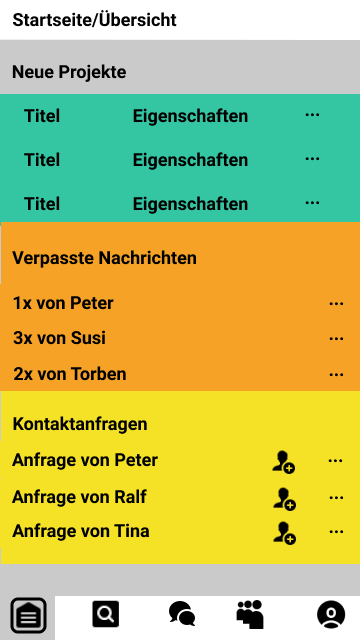 Startseite/Übersicht
Neue Projekte
Titel Eigenschaften ...
Titel Eigenschaften ...
Titel Eigenschaften ...
Verpasste Nachrichten
1x von Peter ...
3x von Susi ...
2x von Torben ...
Kontaktanfragen
Anfrage von Peter ...
Anfrage von Ralf ...
Anfrage von Tina ...